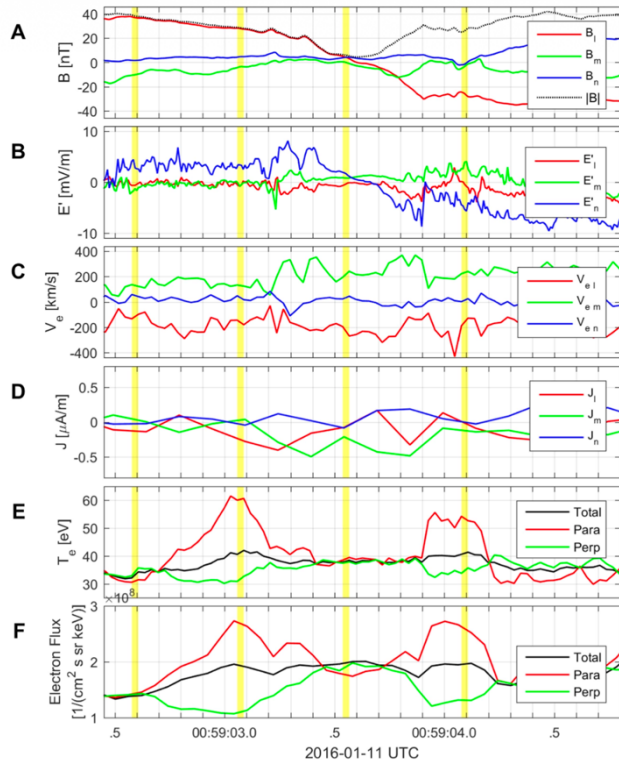 A
B [nT]
40
20
0
-20
-40
B_l
B_m
B_n
|B|
B
E' [mV/m]
10
0
-10
E'_l
E'_m
E'_n
C
V_e [km/s]
400
200
0
-200
-400
V_e l
V_e m
V_e n
D
J [µA/m]
0.5
0
-0.5
J_l
J_m
J_n
E
T_e [eV]
60
50
40
30
Total
Para
Perp
F
Electron Flux
[1/(cm² s sr keV)]
×10⁸
3
2
1
Total
Para
Perp
.5 00:59:03.0 .5 00:59:04.0 .5
2016-01-11 UTC